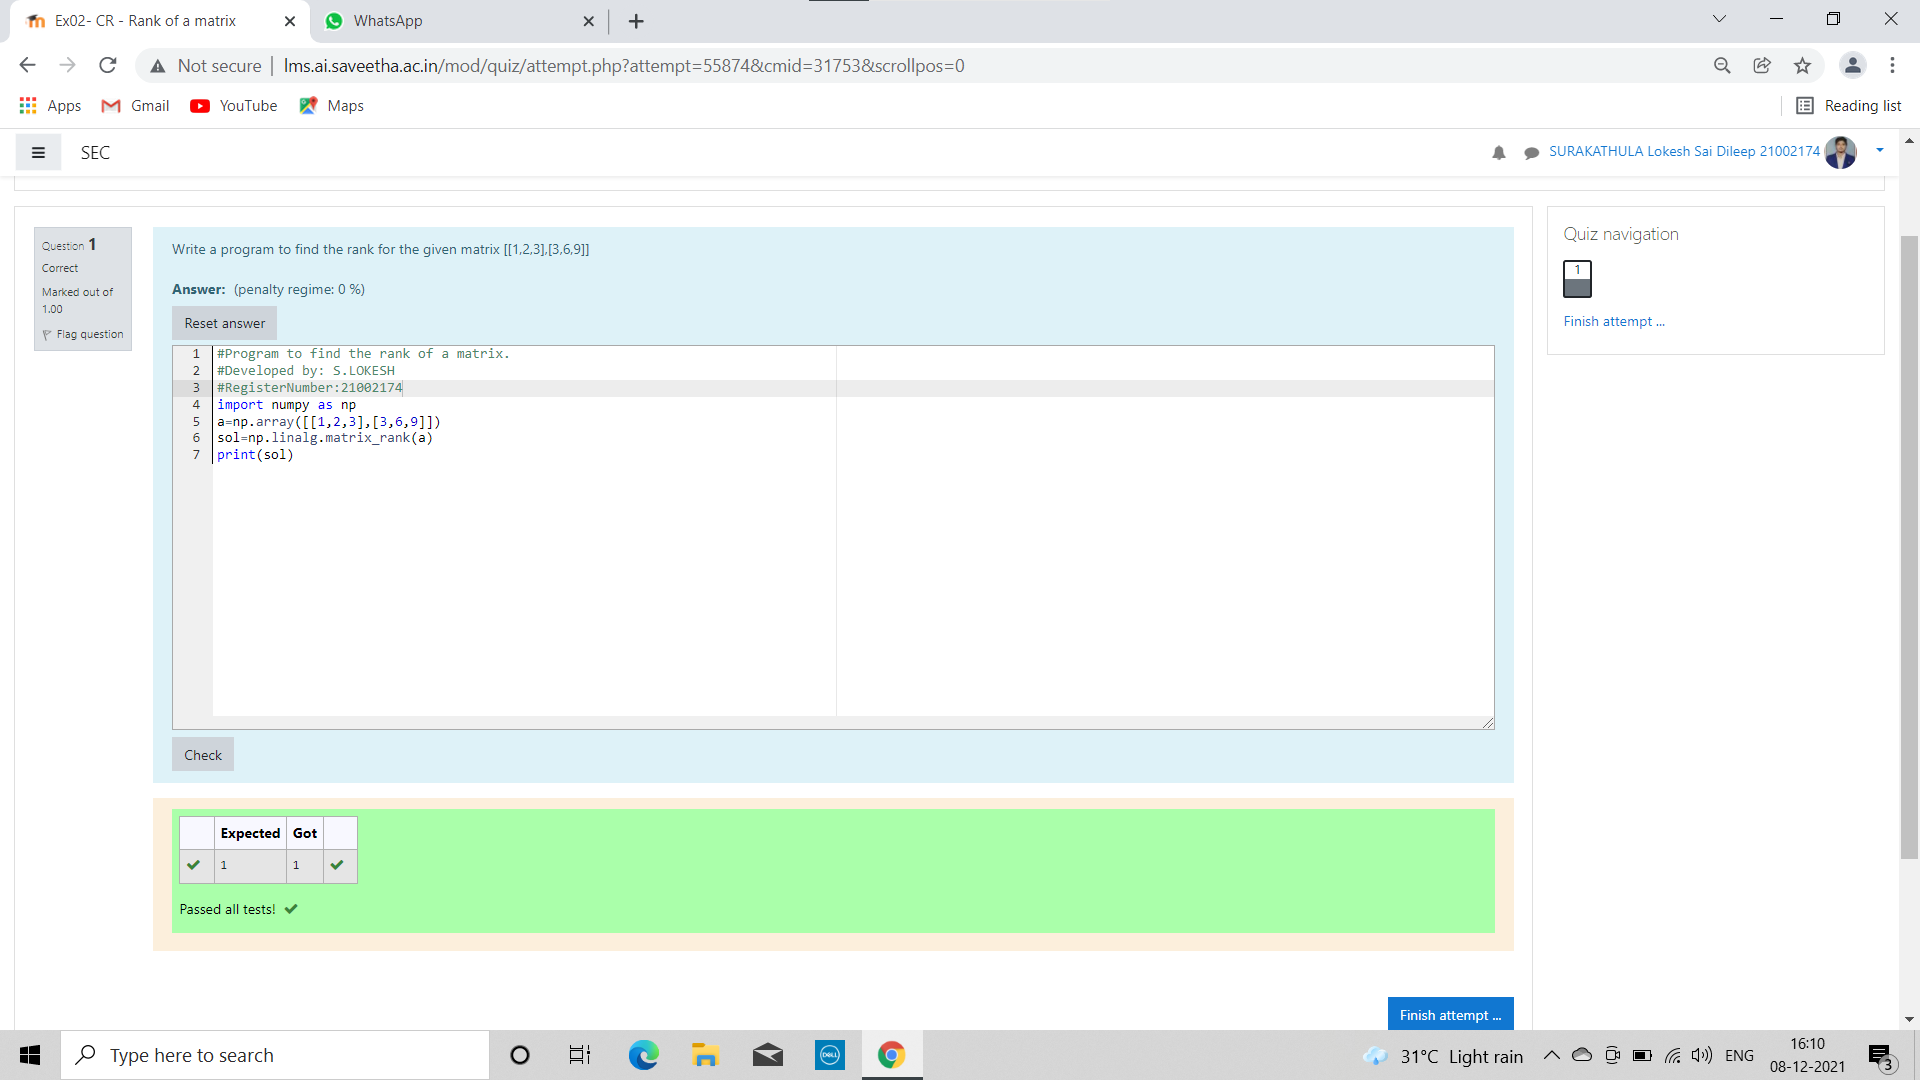 Ex02- CR - Rank of a matrix
WhatsApp
Not secure
lms.ai.saveetha.ac.in/mod/quiz/attempt.php?attempt=55874&cmid=31753&scrollpos=0
Apps
Gmail
YouTube
Maps
Reading list
SEC
SURAKATHULA Lokesh Sai Dileep 21002174
Question 1
Correct
Marked out of
1.00
Flag question
Write a program to find the rank for the given matrix [[1,2,3],[3,6,9]]
Answer: (penalty regime: 0 %)
Reset answer
1 #Program to find the rank of a matrix.
2 #Developed by: S.LOKESH
3 #RegisterNumber:21002174
4 import numpy as np
5 a=np.array([[1,2,3],[3,6,9]])
6 sol=np.linalg.matrix_rank(a)
7 print(sol)
Check
Expected Got
1 1
Passed all tests!
Finish attempt ...
Quiz navigation
1
Finish attempt ...
Type here to search
DELL
31°C Light rain
ENG
16:10
08-12-2021
3